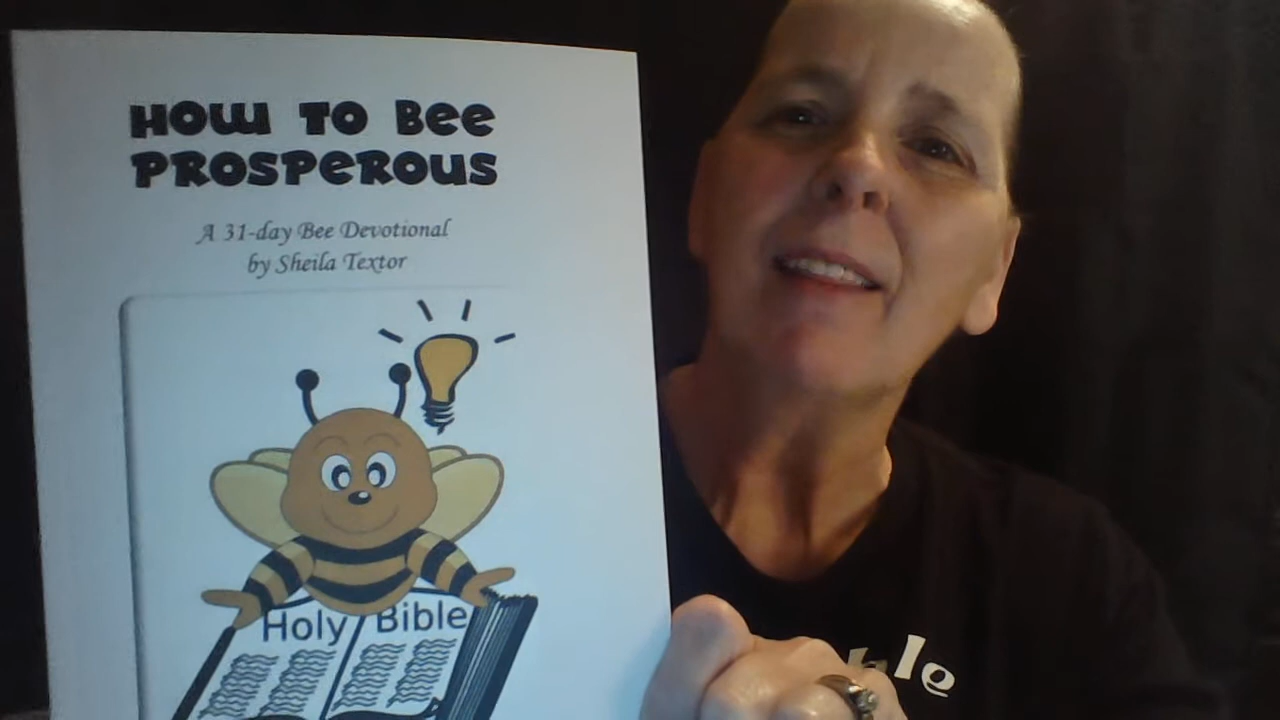 How to Bee
Prosperous
A 31-day Bee Devotional
by Sheila Textor
Holy Bible